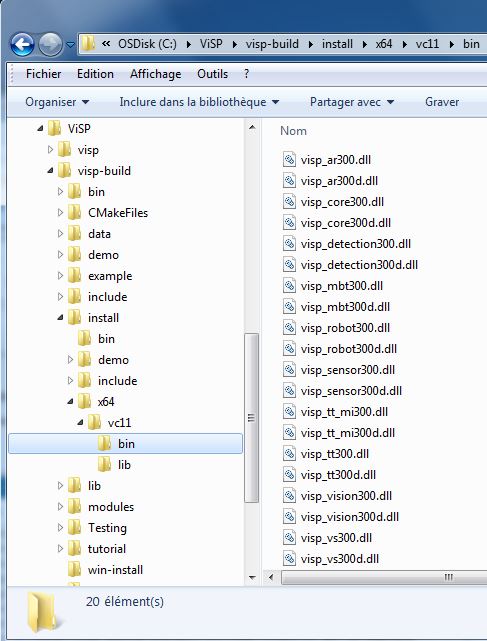 « OSDisk (C:) ▸ ViSP ▸ visp-build ▸ install ▸ x64 ▸ vc11 ▸ bin
Fichier Edition Affichage Outils ?
Organiser Inclure dans la bibliothèque Partager avec Graver
ViSP
visp
visp-build
bin
CMakeFiles
data
demo
example
include
install
bin
demo
include
x64
vc11
bin
lib
lib
modules
Testing
tutorial
win-install
Nom
visp_ar300.dll
visp_ar300d.dll
visp_core300.dll
visp_core300d.dll
visp_detection300.dll
visp_detection300d.dll
visp_mbt300.dll
visp_mbt300d.dll
visp_robot300.dll
visp_robot300d.dll
visp_sensor300.dll
visp_sensor300d.dll
visp_tt_mi300.dll
visp_tt_mi300d.dll
visp_tt300.dll
visp_tt300d.dll
visp_vision300.dll
visp_vision300d.dll
visp_vs300.dll
visp_vs300d.dll
20 élément(s)